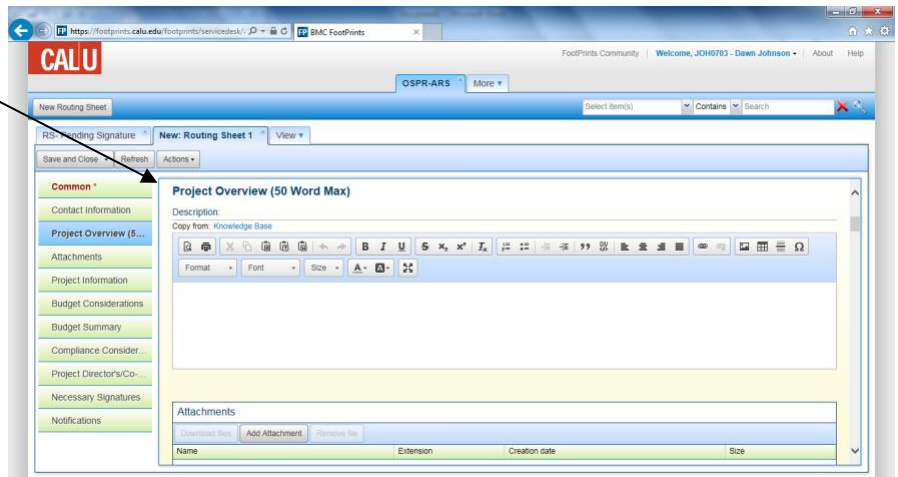 https://footprints.calu.edu/footprints/servicedesk/ BMC FootPrints
CALU
FootPrints Community Welcome, JOH0703 - Dawn Johnson About Help
OSPR-ARS More
New Routing Sheet Select Item(s) Contains Search
RS- Pending Signature New: Routing Sheet 1 View
Save and Close Refresh Actions
Common *
Contact Information
Project Overview (5...
Attachments
Project Information
Budget Considerations
Budget Summary
Compliance Consider...
Project Director's/Co-...
Necessary Signatures
Notifications
Project Overview (50 Word Max)
Description:
Copy from: Knowledge Base
B I U S x₂ x² Ix Ω
Format Font Size A A
Attachments
Download files Add Attachment Remove file
Name Extension Creation date Size